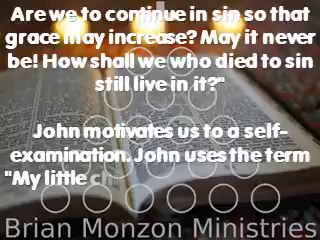 Are we to continue in sin so that
grace may increase? May it never
be! How shall we who died to sin
still live in it?"
John motivates us to a self-
examination. John uses the term
"My little ch
Brian Monzon Ministries